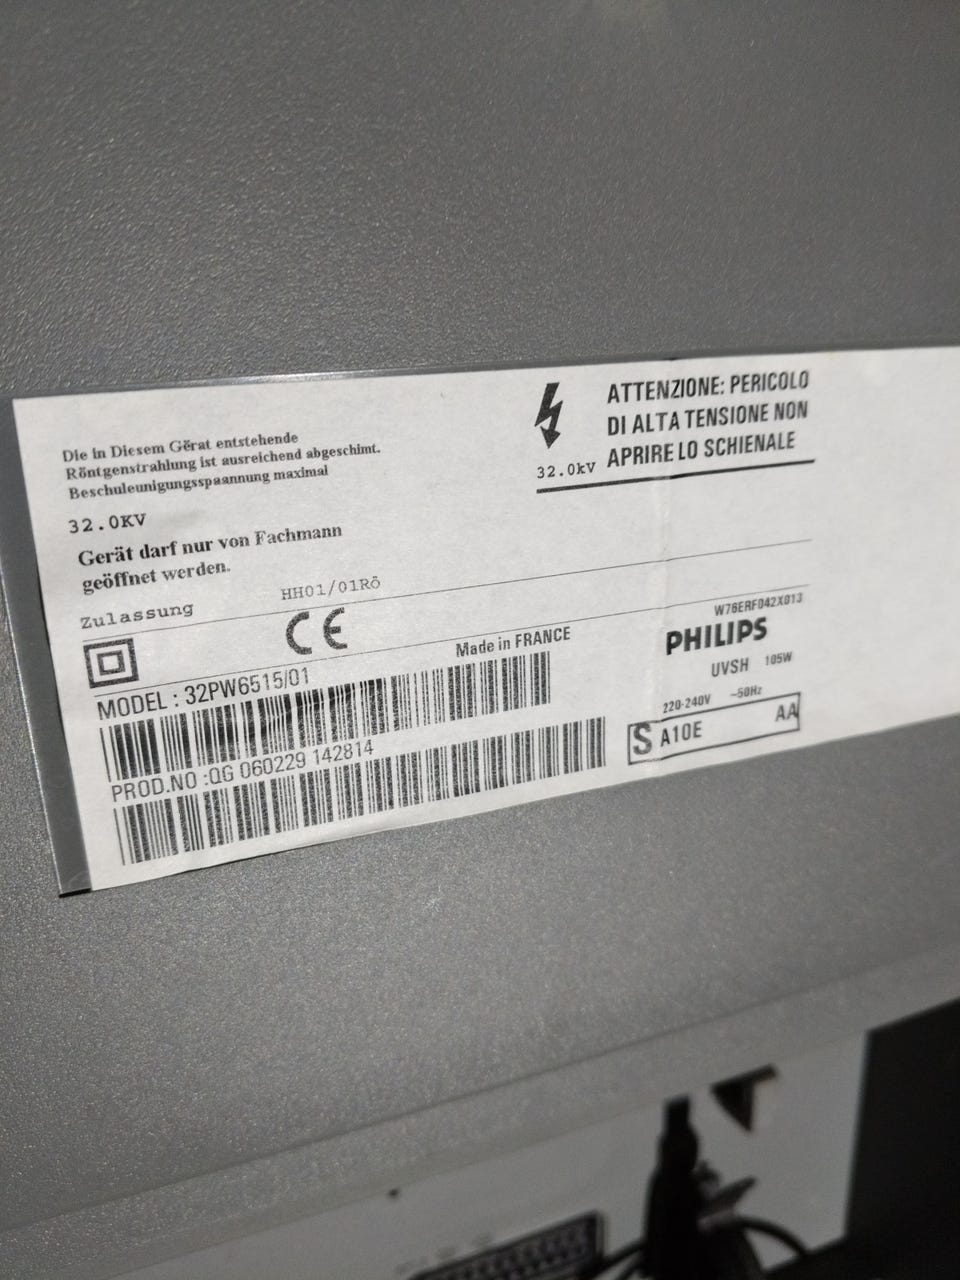 Die in Diesem Gërat entstehende
Röntgenstrahlung ist ausreichend abgeschimt.
Beschuleunigungsspaannung maximal
32.0KV
Gerät darf nur von Fachmann
geöffnet werden.
Zulassung HH01/01Rö
ATTENZIONE: PERICOLO
DI ALTA TENSIONE NON
APRIRE LO SCHIENALE
32.0kV
CE
Made in FRANCE
MODEL : 32PW6515/01
PROD.NO :QG 060229 142814
W76ERF042X013
PHILIPS
UVSH 105W
220-240V ~50Hz
S A10E AA